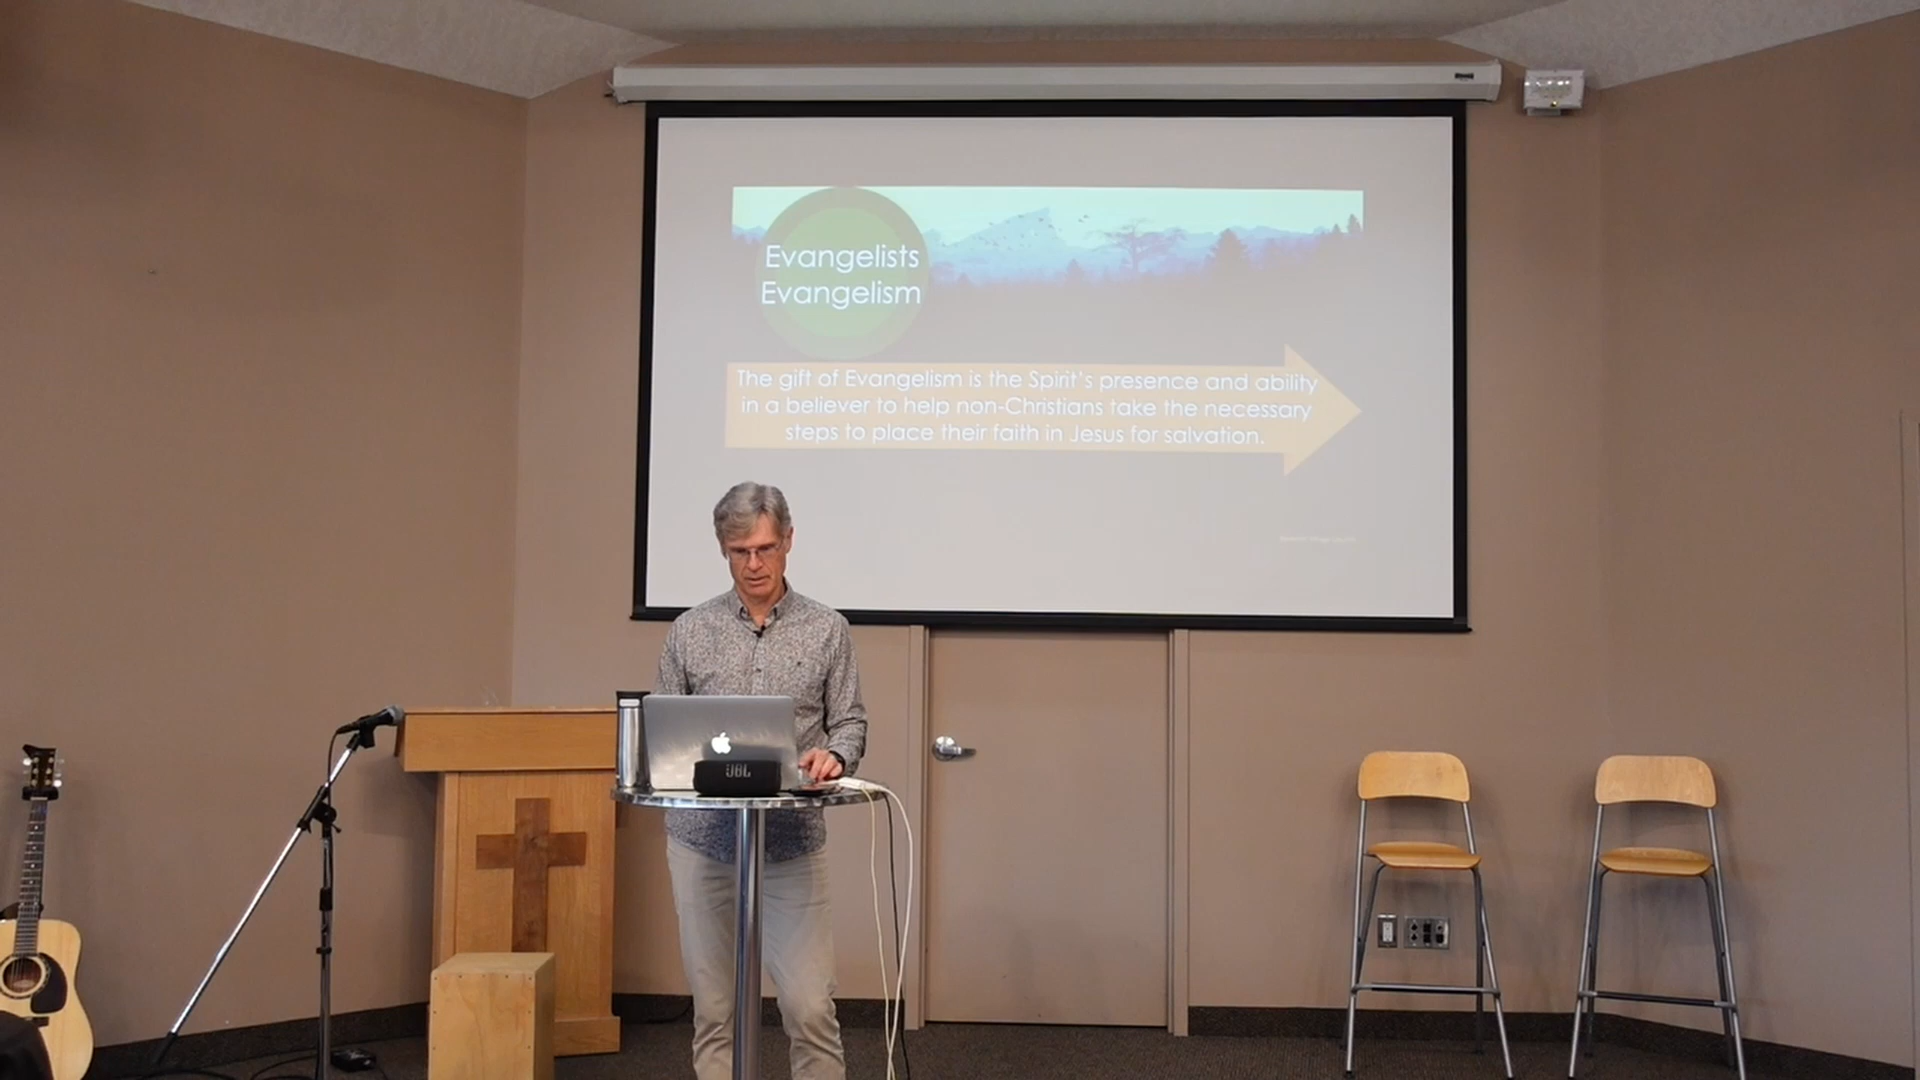 Evangelists
Evangelism
The gift of Evangelism is the Spirit's presence and ability
in a believer to help non-Christians take the necessary
steps to place their faith in Jesus for salvation.
JBL